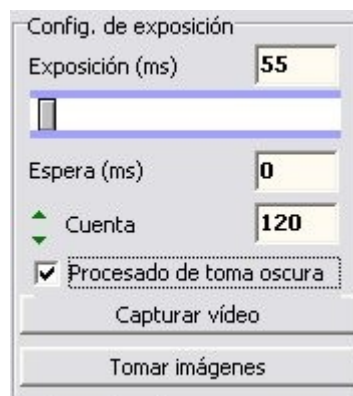 Config. de exposición
Exposición (ms) 55
Espera (ms) 0
Cuenta 120
Procesado de toma oscura
Capturar vídeo
Tomar imágenes